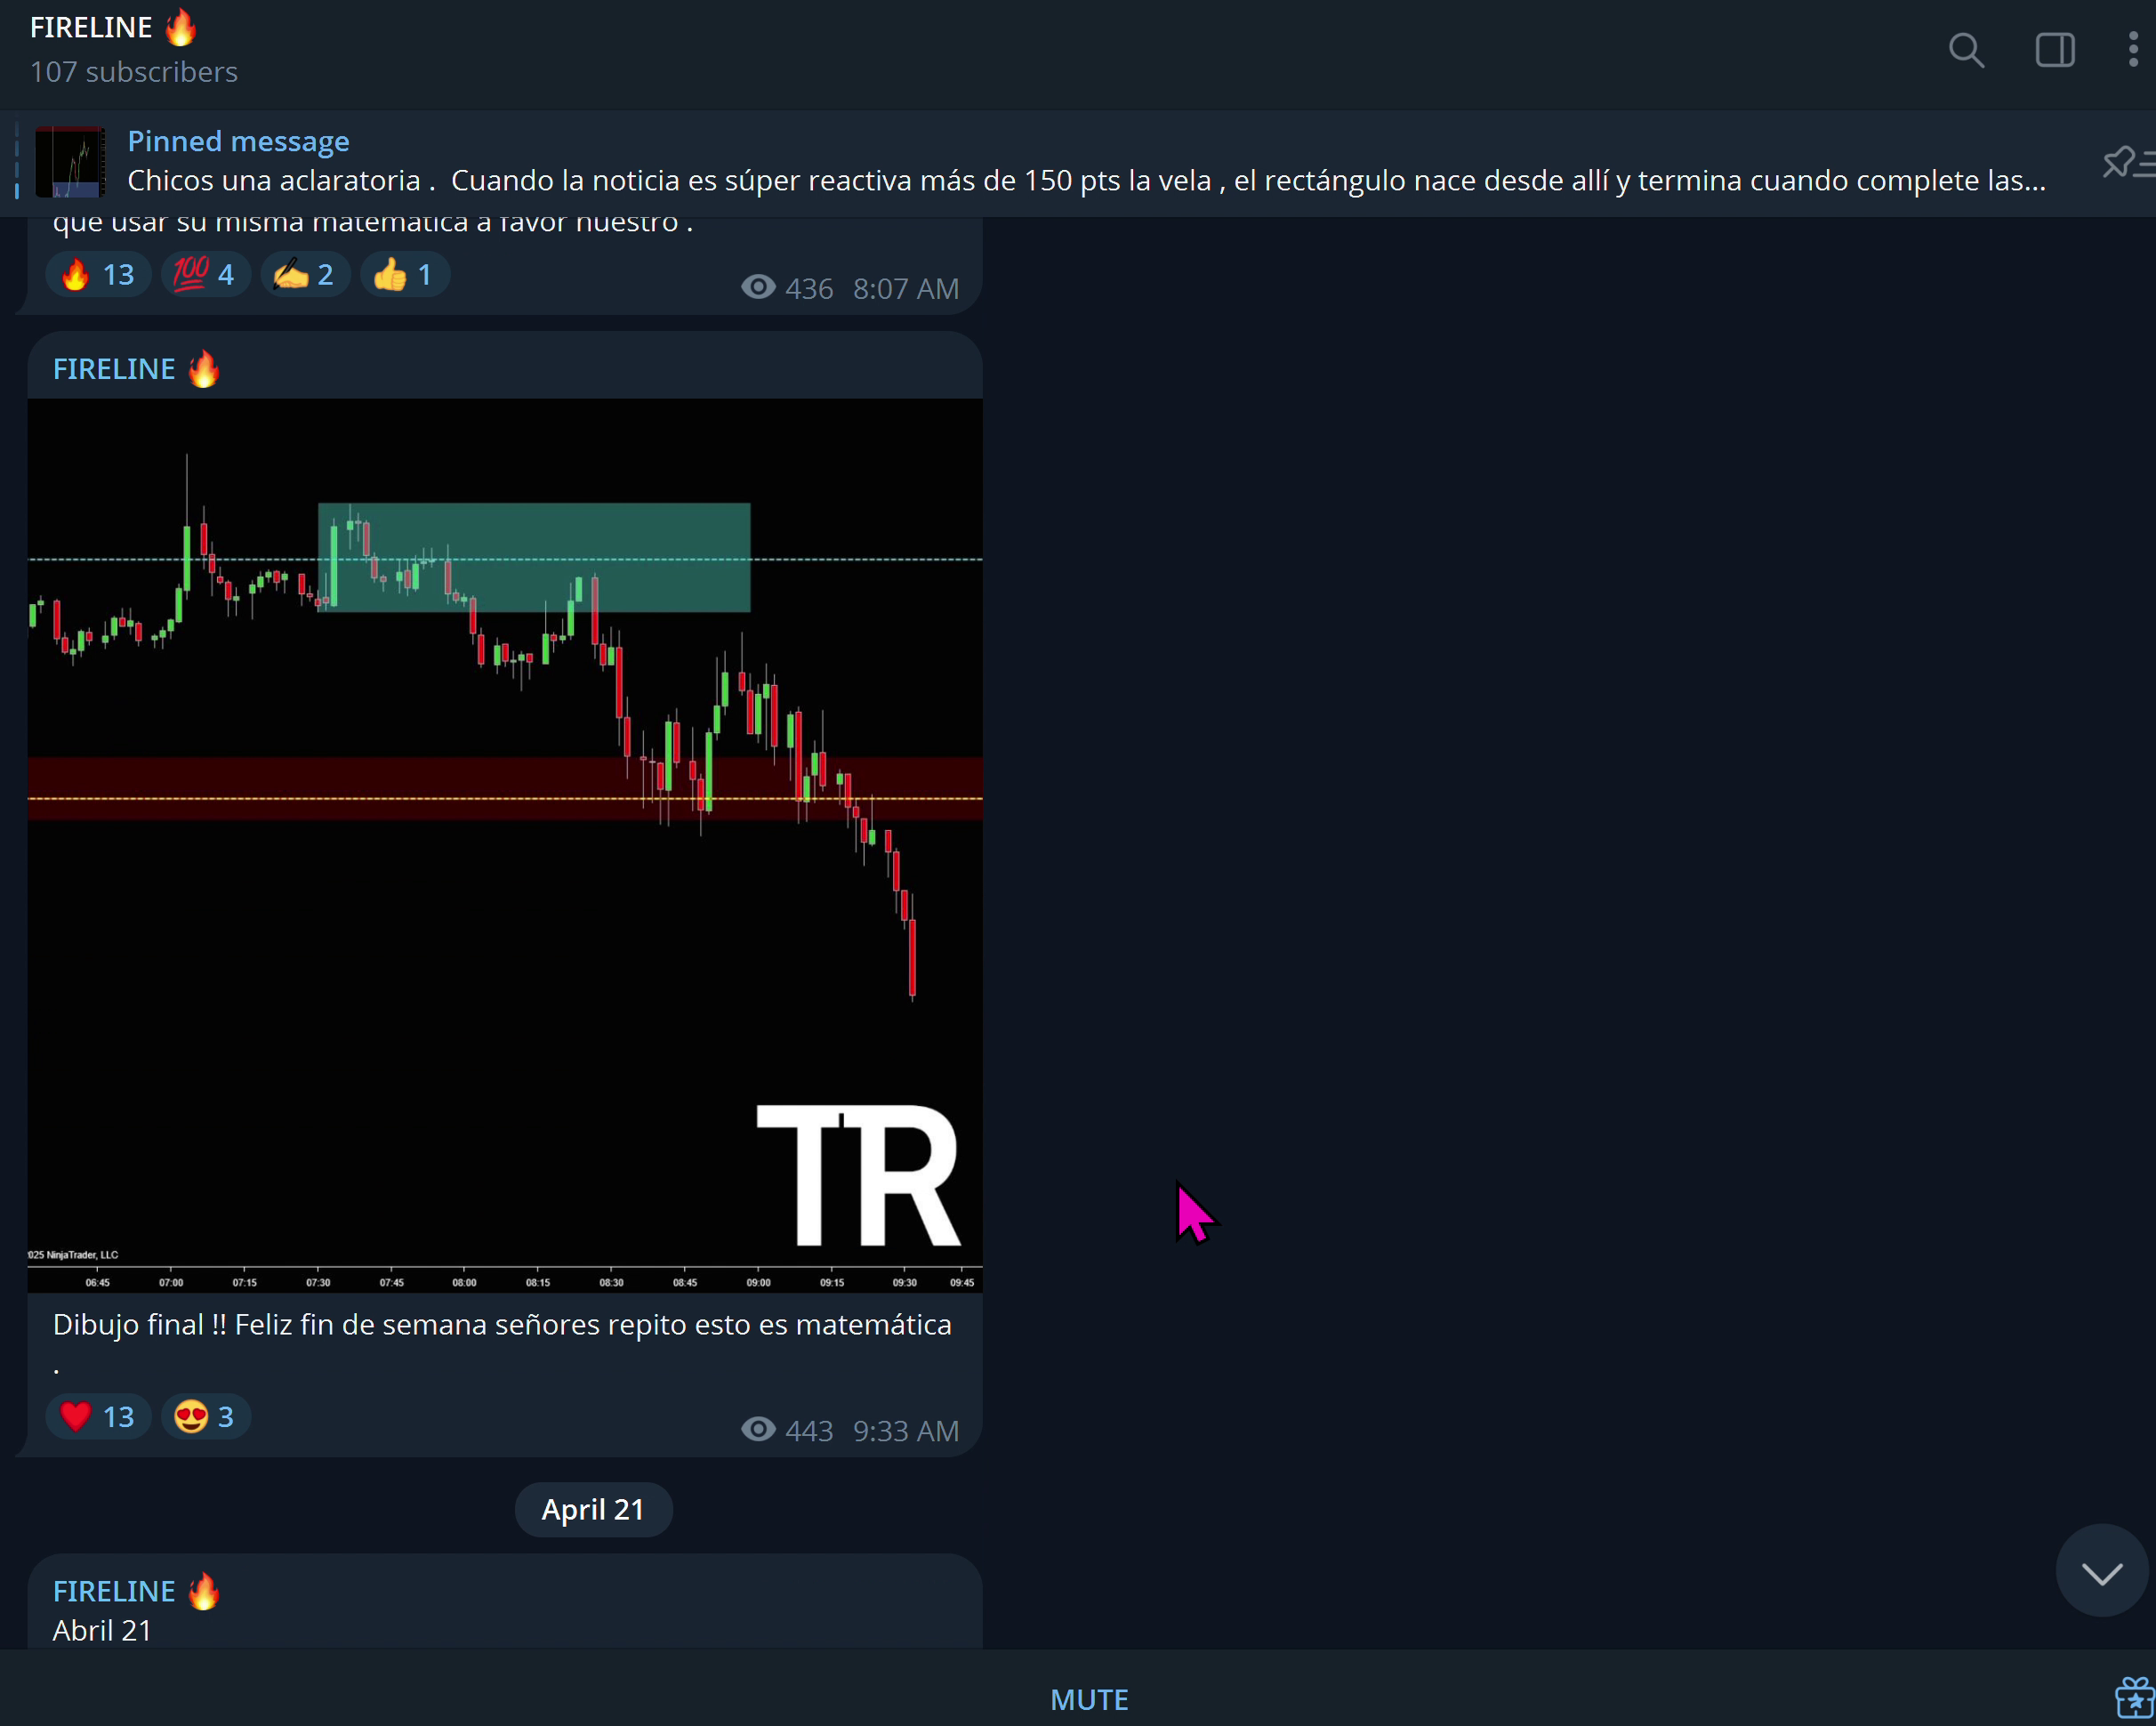 FIRELINE 🔥
107 subscribers
Pinned message
Chicos una aclaratoria .  Cuando la noticia es súper reactiva más de 150 pts la vela , el rectángulo nace desde allí y termina cuando complete las...
que usar su misma matemática a favor nuestro .
🔥 13 💯 4 ✍️ 2 👍 1 436 8:07 AM
FIRELINE 🔥
TR
025 NinjaTrader, LLC
06:45 07:00 07:15 07:30 07:45 08:00 08:15 08:30 08:45 09:00 09:15 09:30 09:45
Dibujo final !! Feliz fin de semana señores repito esto es matemática
.
❤️ 13 😍 3 443 9:33 AM
April 21
FIRELINE 🔥
Abril 21
MUTE